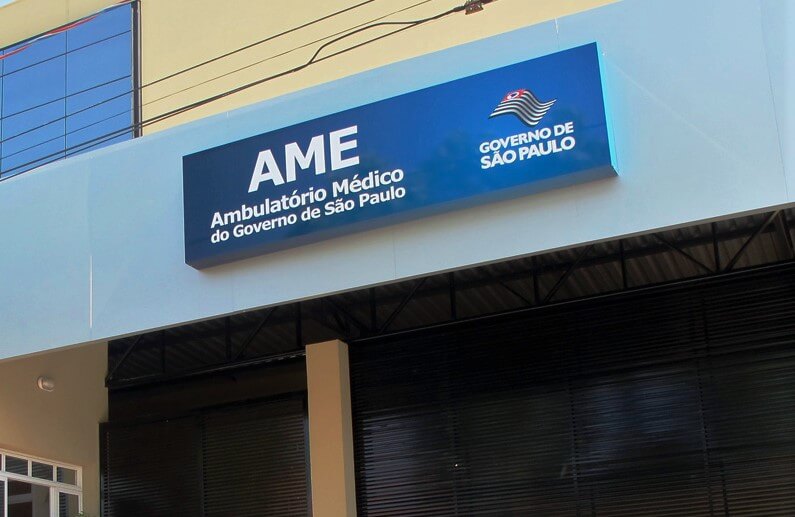 AME
Ambulatório Médico
do Governo de São Paulo
GOVERNO DE
SÃO PAULO